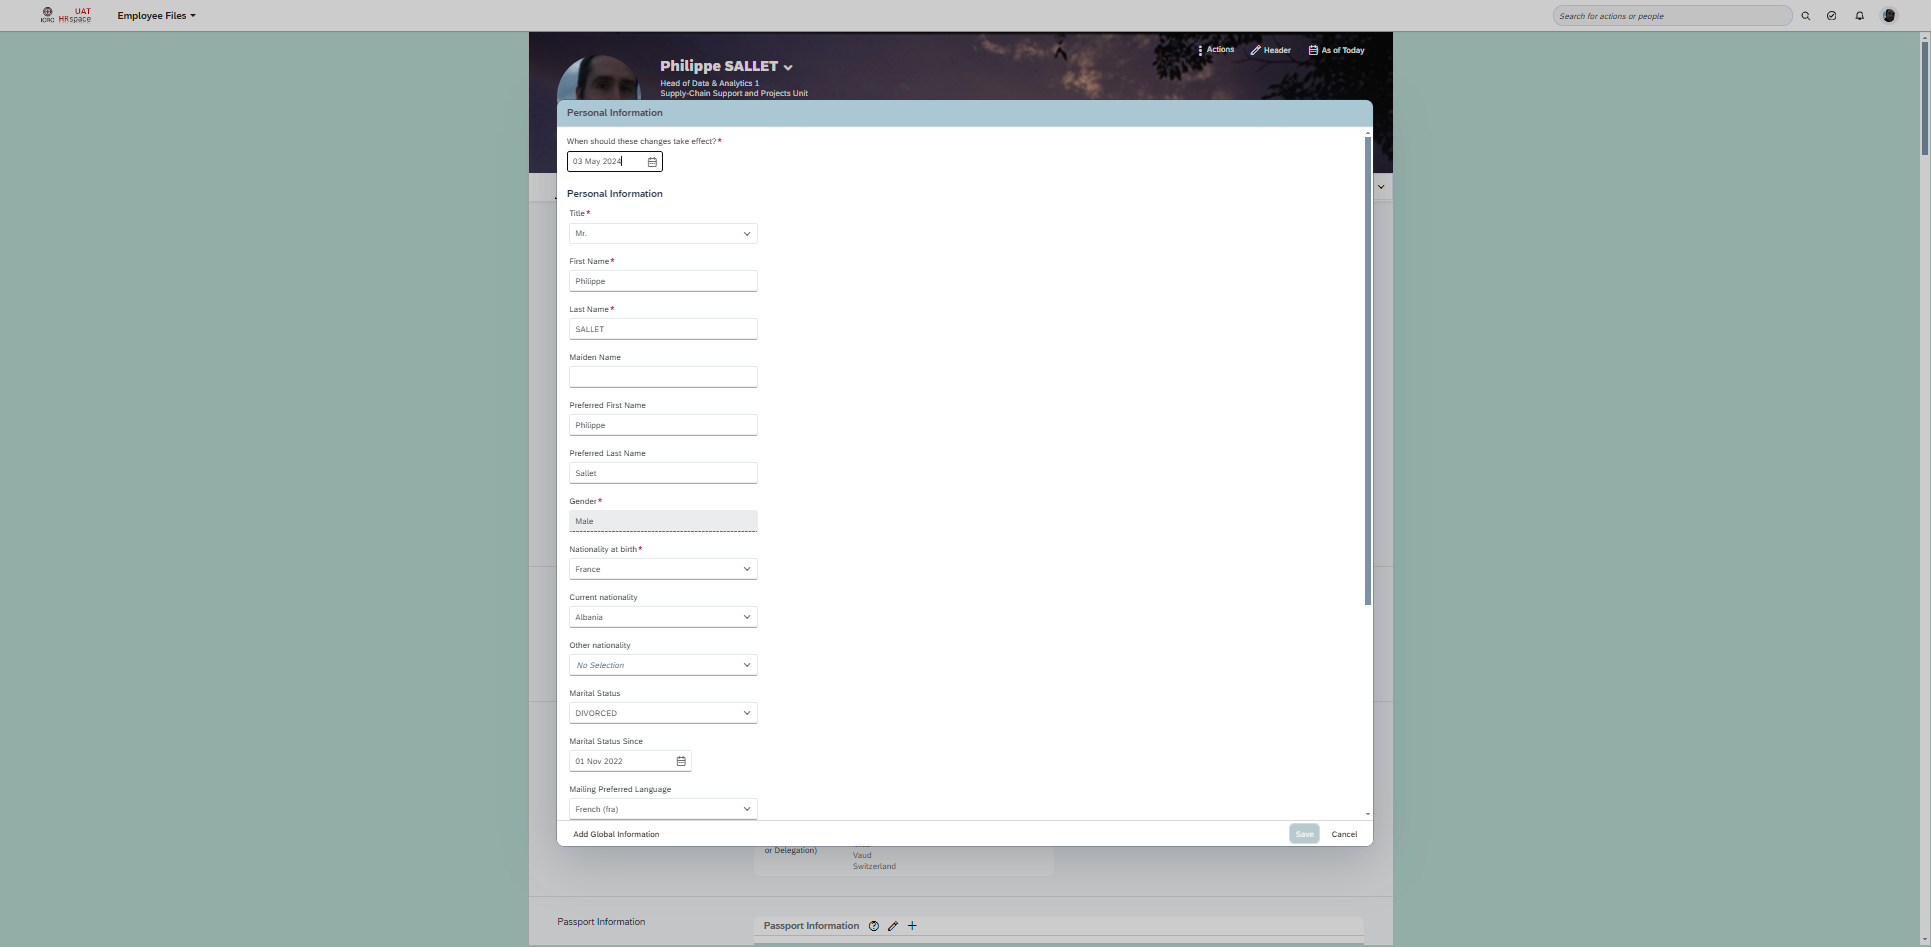 ICRC
UAT
HRspace
Employee Files
Search for actions or people
Actions
Header
As of Today
Philippe SALLET
Head of Data & Analytics 1
Supply-Chain Support and Projects Unit
Personal Information
When should these changes take effect?*
03 May 2024
Personal Information
Title*
Mr.
First Name*
Philippe
Last Name*
SALLET
Maiden Name
Preferred First Name
Philippe
Preferred Last Name
Sallet
Gender*
Male
Nationality at birth*
France
Current nationality
Albania
Other nationality
No Selection
Marital Status
DIVORCED
Marital Status Since
01 Nov 2022
Mailing Preferred Language
French (fra)
Add Global Information
Save
Cancel
or Delegation)
Vaud
Switzerland
Passport Information
Passport Information